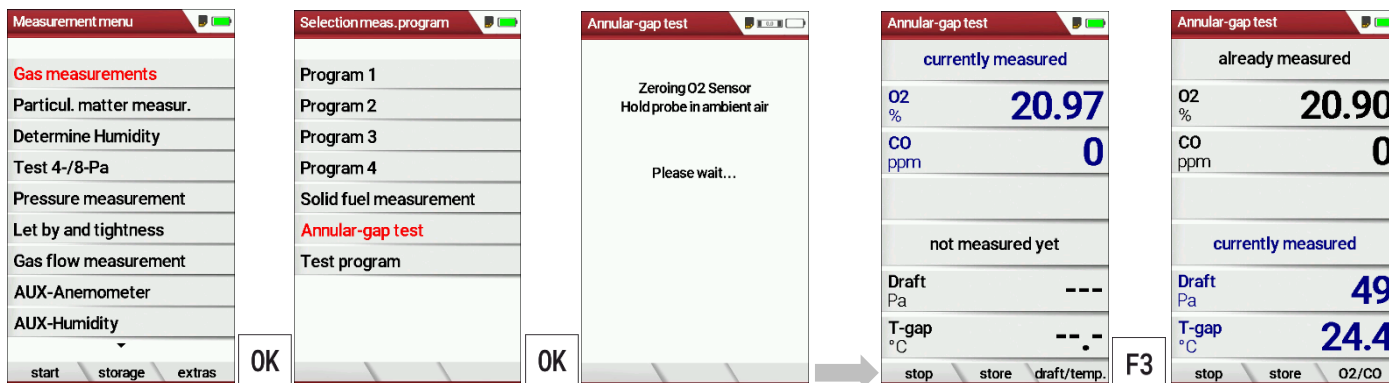 Measurement menu
Gas measurements
Particul. matter measur.
Determine Humidity
Test 4-/8-Pa
Pressure measurement
Let by and tightness
Gas flow measurement
AUX-Anemometer
AUX-Humidity
start storage extras
OK
Selection meas. program
Program 1
Program 2
Program 3
Program 4
Solid fuel measurement
Annular-gap test
Test program
OK
Annular-gap test
Zeroing O2 Sensor
Hold probe in ambient air
Please wait...
Annular-gap test
currently measured
O2 20.97
%
CO 0
ppm
not measured yet
Draft ---
Pa
T-gap --.-
°C
stop store draft/temp.
F3
Annular-gap test
already measured
O2 20.90
%
CO 0
ppm
currently measured
Draft 49
Pa
T-gap 24.4
°C
stop store O2/CO